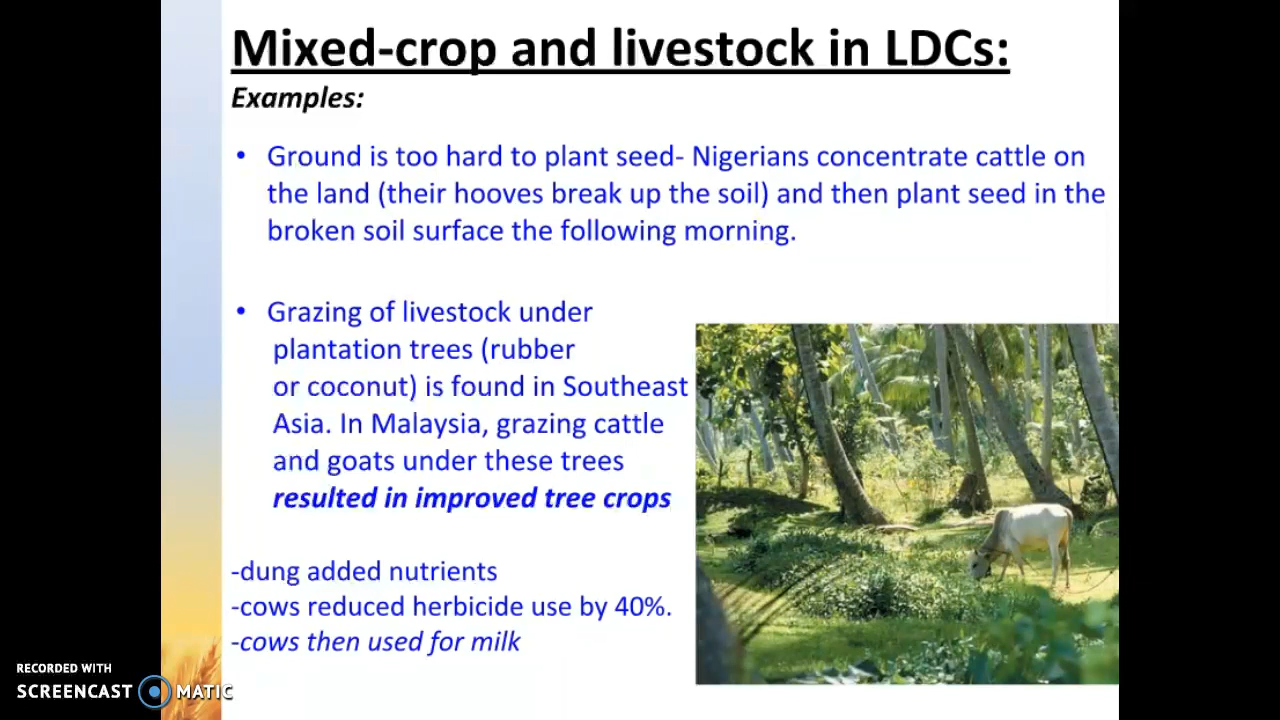 Mixed-crop and livestock in LDCs:
Examples:
• Ground is too hard to plant seed- Nigerians concentrate cattle on
the land (their hooves break up the soil) and then plant seed in the
broken soil surface the following morning.
• Grazing of livestock under
plantation trees (rubber
or coconut) is found in Southeast
Asia. In Malaysia, grazing cattle
and goats under these trees
resulted in improved tree crops
-dung added nutrients
-cows reduced herbicide use by 40%.
-cows then used for milk
RECORDED WITH
SCREENCAST MATIC